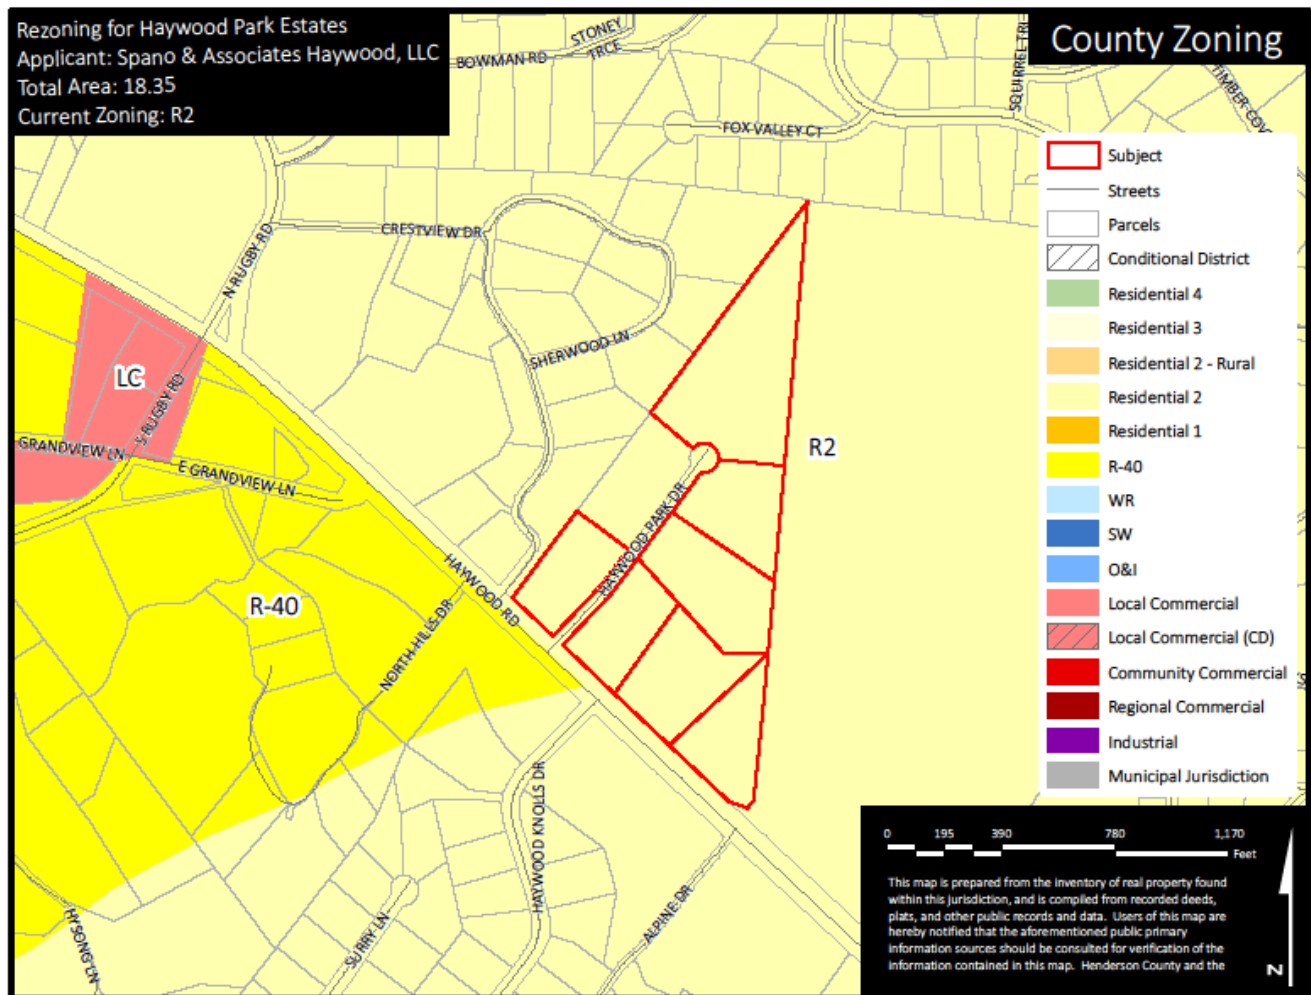 Rezoning for Haywood Park Estates
Applicant: Spano & Associates Haywood, LLC
Total Area: 18.35
Current Zoning: R2
County Zoning
STONEY
TRCE
BOWMAN RD
SQUIRREL TRL
TIMBER COV
FOX VALLEY CT
CRESTVIEW DR
N RUGBY RD
SHERWOOD LN
LC
S RUGBY RD
GRANDVIEW LN
E GRANDVIEW LN
R2
HAYWOOD PARK DR
HAYWOOD RD
R-40
NORTH HILLS DR
HAYWOOD KNOLLS DR
SURRY LN
ALPINE DR
HYSONG LN
Subject
Streets
Parcels
Conditional District
Residential 4
Residential 3
Residential 2 - Rural
Residential 2
Residential 1
R-40
WR
SW
O&I
Local Commercial
Local Commercial (CD)
Community Commercial
Regional Commercial
Industrial
Municipal Jurisdiction
0 195 390 780 1,170
Feet
This map is prepared from the inventory of real property found
within this jurisdiction, and is compiled from recorded deeds,
plats, and other public records and data. Users of this map are
hereby notified that the aforementioned public primary
information sources should be consulted for verification of the
information contained in this map. Henderson County and the
N